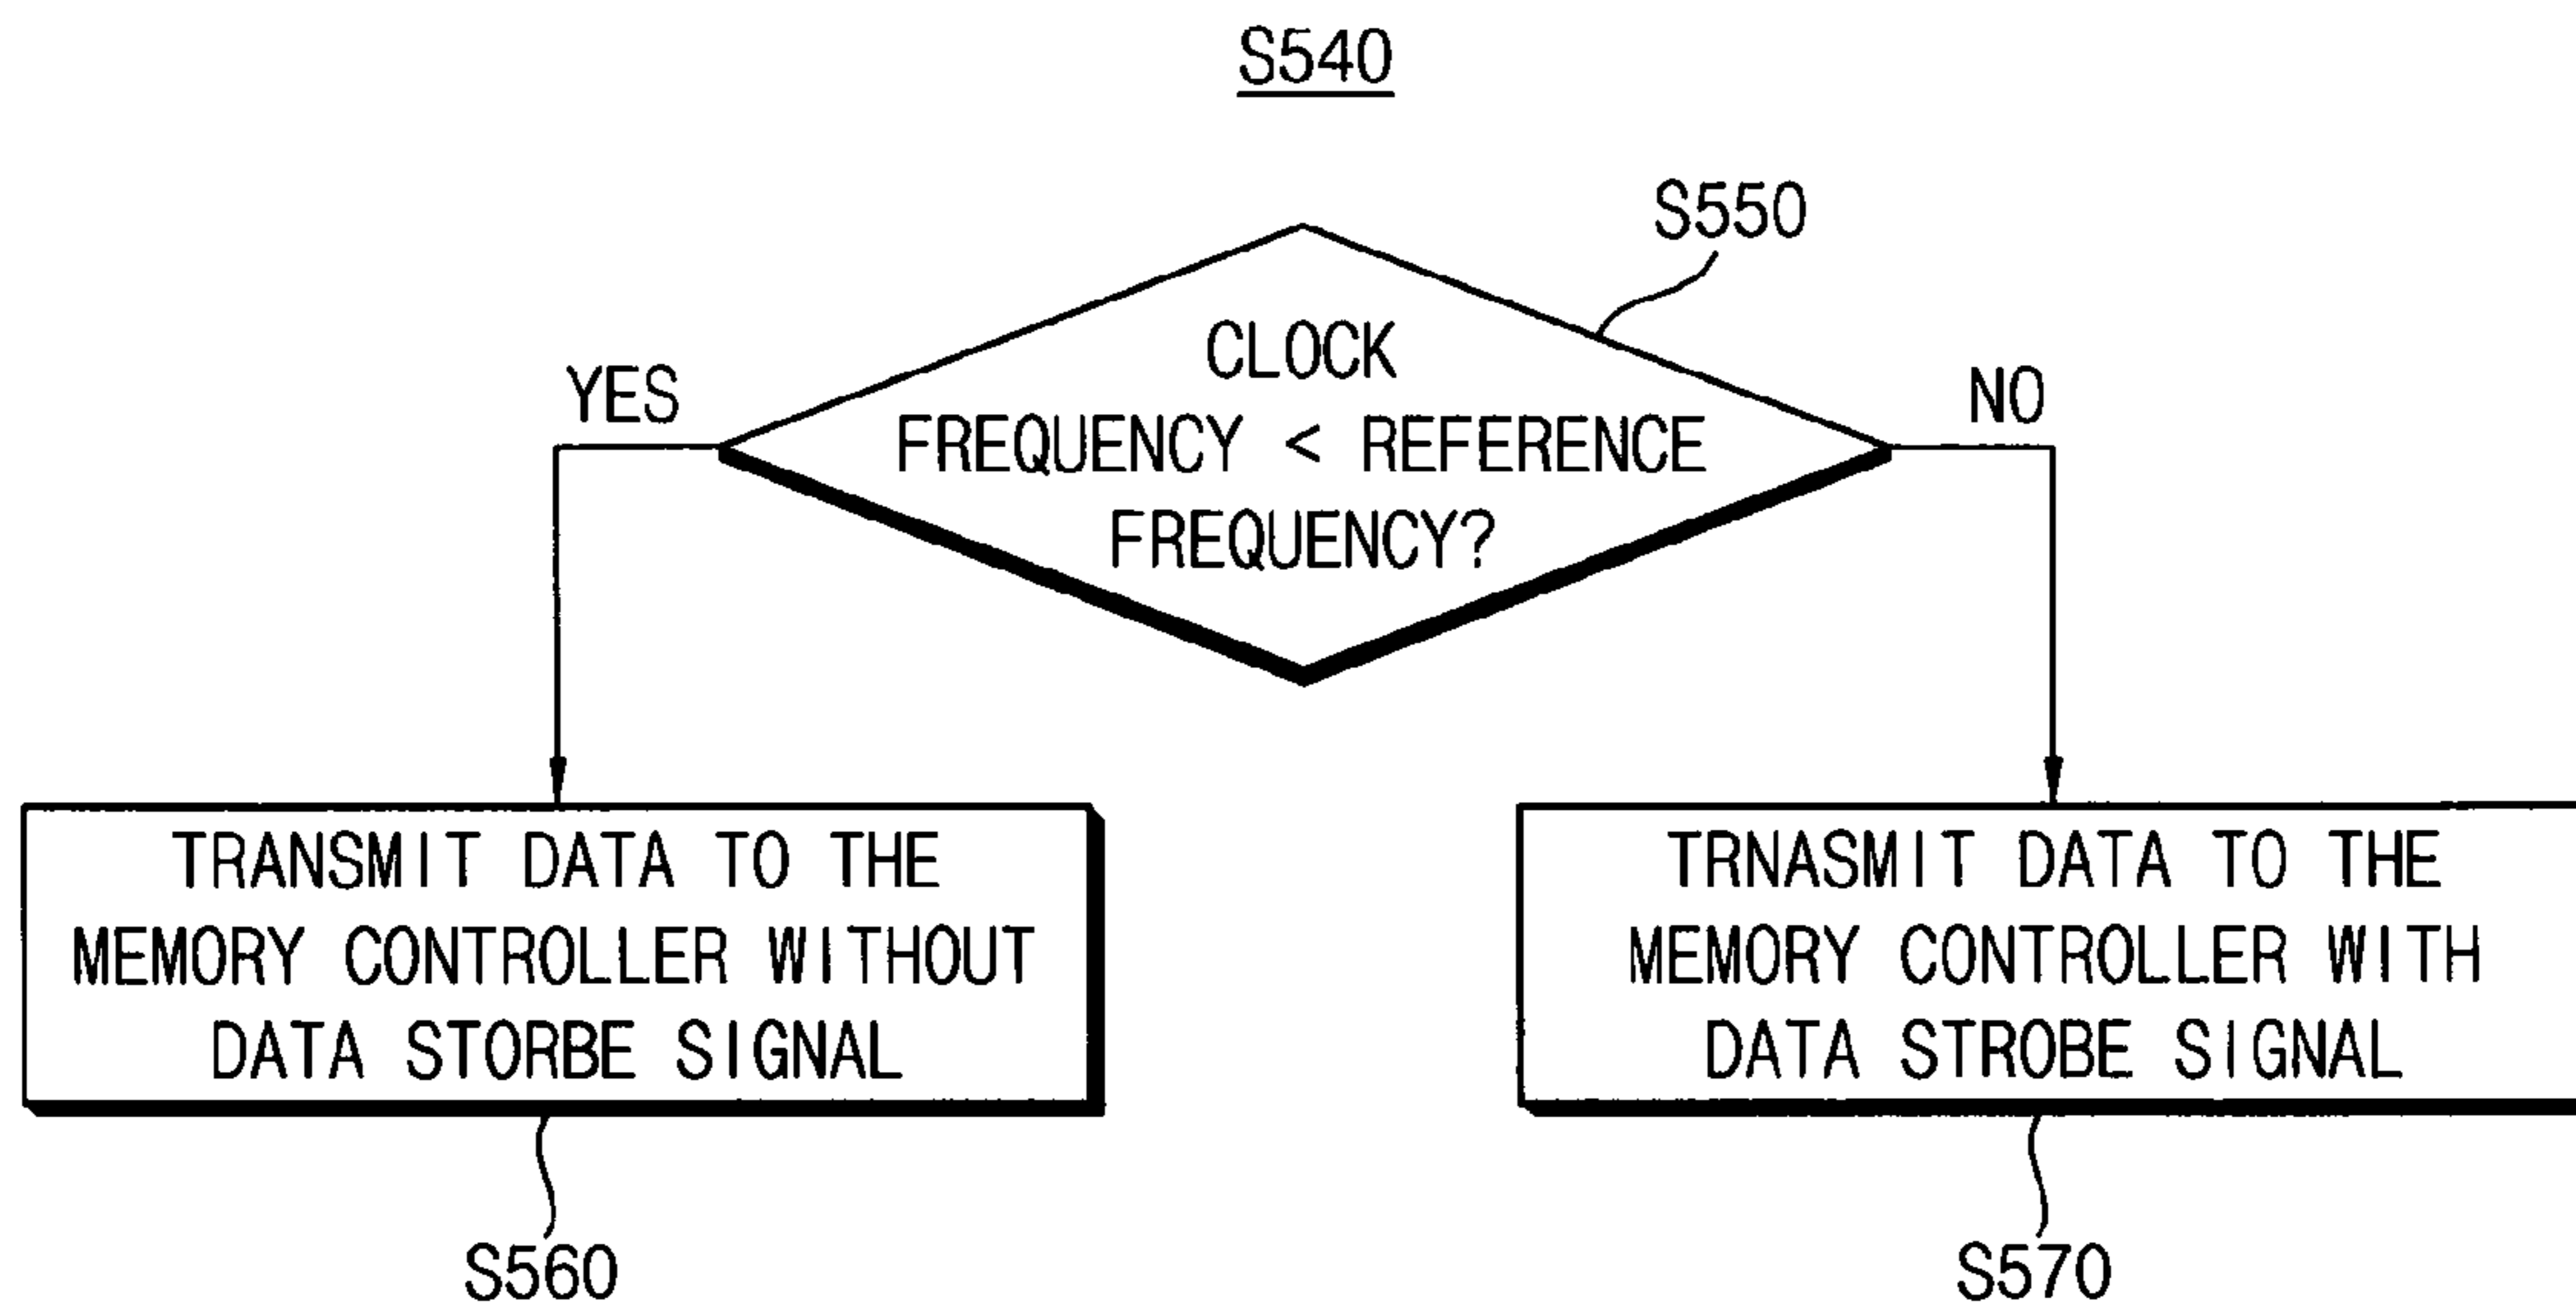 S540
S550
CLOCK
FREQUENCY < REFERENCE
FREQUENCY?
YES
NO
TRANSMIT DATA TO THE
MEMORY CONTROLLER WITHOUT
DATA STORBE SIGNAL
TRNASMIT DATA TO THE
MEMORY CONTROLLER WITH
DATA STROBE SIGNAL
S560
S570